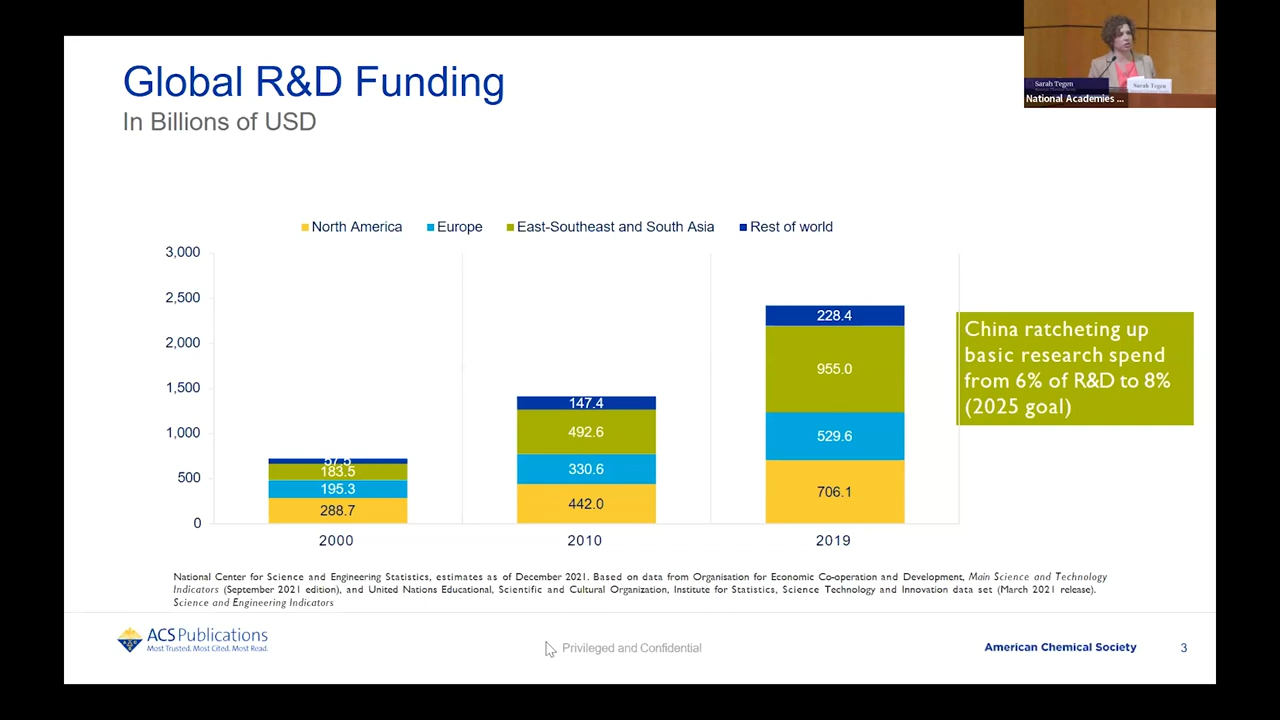 Global R&D Funding
In Billions of USD
Sarah Tegen
Sarah Tegen
National Academies ...
North America Europe East-Southeast and South Asia Rest of world
3,000
2,500
2,000
1,500
1,000
500
0
57.5
183.5
195.3
288.7
147.4
492.6
330.6
442.0
228.4
955.0
529.6
706.1
2000 2010 2019
China ratcheting up
basic research spend
from 6% of R&D to 8%
(2025 goal)
National Center for Science and Engineering Statistics, estimates as of December 2021. Based on data from Organisation for Economic Co-operation and Development, Main Science and Technology
Indicators (September 2021 edition), and United Nations Educational, Scientific and Cultural Organization, Institute for Statistics, Science Technology and Innovation data set (March 2021 release).
Science and Engineering Indicators
ACS Publications
Most Trusted. Most Cited. Most Read.
Privileged and Confidential
American Chemical Society
3